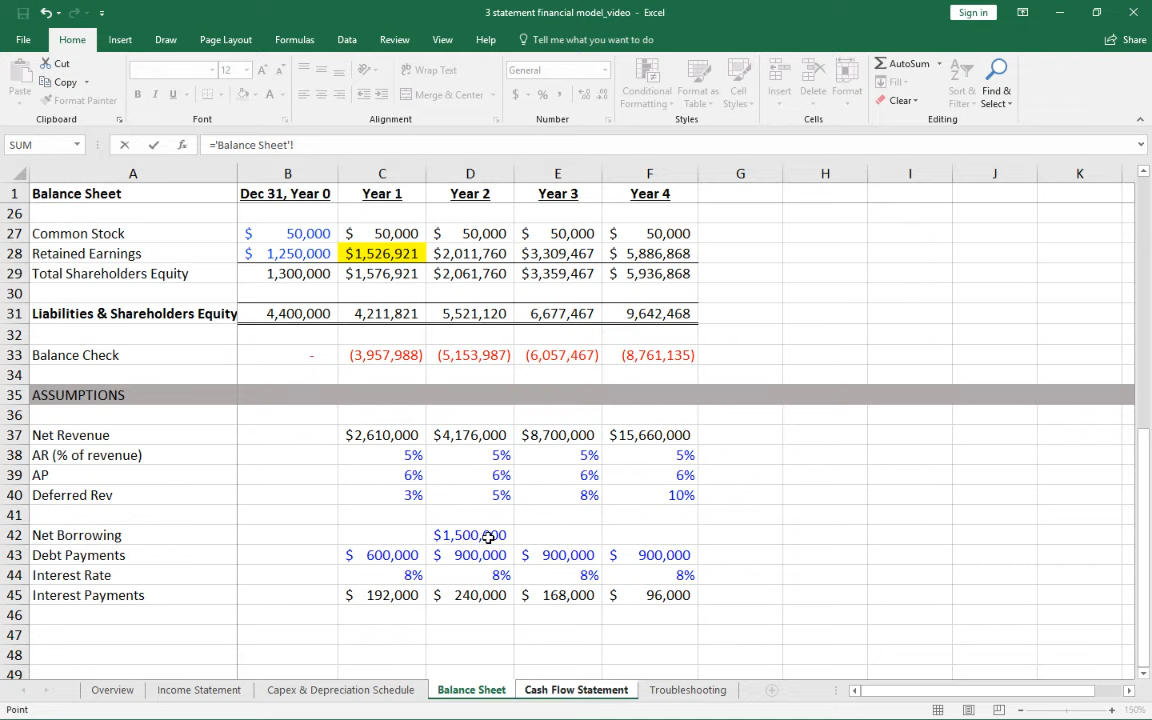 3 statement financial model_video - Excel
Sign in
File Home Insert Draw Page Layout Formulas Data Review View Help Tell me what you want to do Share
Paste Cut Copy Format Painter Clipboard
12 A A B I U A Font
Wrap Text Merge & Center Alignment
General $ % , Number
Conditional Formatting Format as Table Cell Styles Styles
Insert Delete Format Cells
AutoSum Fill Clear Sort & Filter Find & Select Editing
SUM fx ='Balance Sheet'!
A B C D E F G H I J K
1 Balance Sheet Dec 31, Year 0 Year 1 Year 2 Year 3 Year 4
26
27 Common Stock $ 50,000 $ 50,000 $ 50,000 $ 50,000 $ 50,000
28 Retained Earnings $ 1,250,000 $1,526,921 $2,011,760 $3,309,467 $ 5,886,868
29 Total Shareholders Equity 1,300,000 $1,576,921 $2,061,760 $3,359,467 $ 5,936,868
30
31 Liabilities & Shareholders Equity 4,400,000 4,211,821 5,521,120 6,677,467 9,642,468
32
33 Balance Check - (3,957,988) (5,153,987) (6,057,467) (8,761,135)
34
35 ASSUMPTIONS
36
37 Net Revenue $2,610,000 $4,176,000 $8,700,000 $15,660,000
38 AR (% of revenue) 5% 5% 5% 5%
39 AP 6% 6% 6% 6%
40 Deferred Rev 3% 5% 8% 10%
41
42 Net Borrowing $1,500,000
43 Debt Payments $ 600,000 $ 900,000 $ 900,000 $ 900,000
44 Interest Rate 8% 8% 8% 8%
45 Interest Payments $ 192,000 $ 240,000 $ 168,000 $ 96,000
46
47
48
49
Overview Income Statement Capex & Depreciation Schedule Balance Sheet Cash Flow Statement Troubleshooting
Point 150%